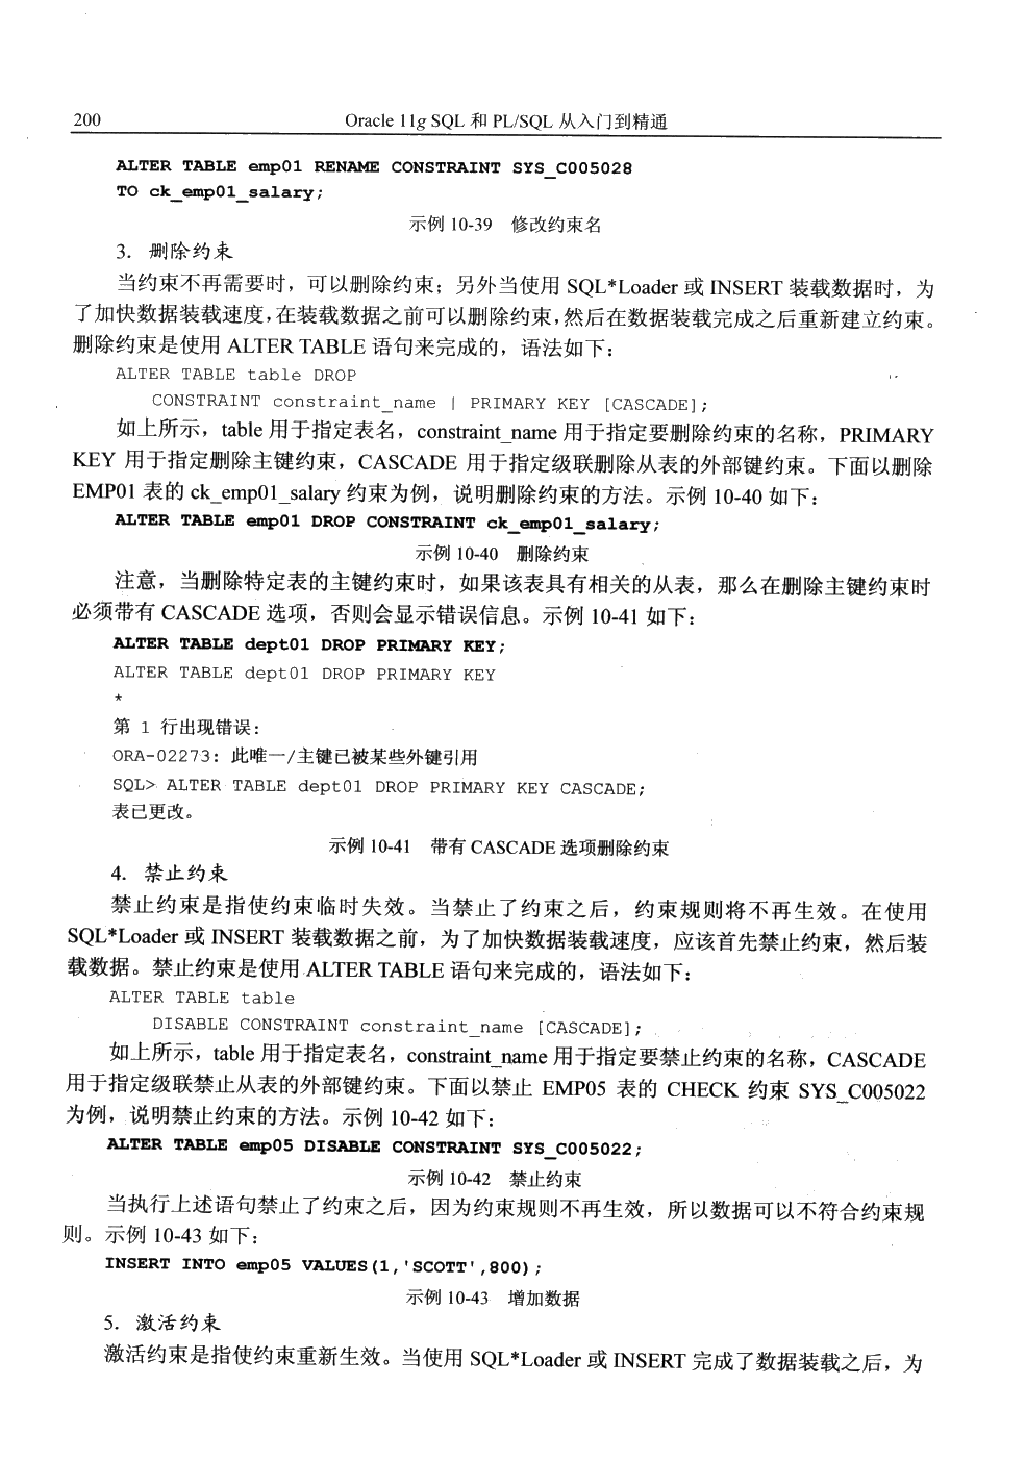 200
Oracle 11g SQL 和 PL/SQL 从入门到精通
ALTER TABLE emp01 RENAME CONSTRAINT SYS_C005028
TO ck_emp01_salary;
示例 10-39 修改约束名
3. 删除约束
当约束不再需要时，可以删除约束；另外当使用 SQL*Loader 或 INSERT 装载数据时，为
了加快数据装载速度，在装载数据之前可以删除约束，然后在数据装载完成之后重新建立约束。
删除约束是使用 ALTER TABLE 语句来完成的，语法如下：
ALTER TABLE table DROP
CONSTRAINT constraint_name | PRIMARY KEY [CASCADE];
如上所示，table 用于指定表名，constraint_name 用于指定要删除约束的名称，PRIMARY
KEY 用于指定删除主键约束，CASCADE 用于指定级联删除从表的外部键约束。下面以删除
EMP01 表的 ck_emp01_salary 约束为例，说明删除约束的方法。示例 10-40 如下：
ALTER TABLE emp01 DROP CONSTRAINT ck_emp01_salary;
示例 10-40 删除约束
注意，当删除特定表的主键约束时，如果该表具有相关的从表，那么在删除主键约束时
必须带有 CASCADE 选项，否则会显示错误信息。示例 10-41 如下：
ALTER TABLE dept01 DROP PRIMARY KEY;
ALTER TABLE dept01 DROP PRIMARY KEY
*
第 1 行出现错误:
ORA-02273: 此唯一/主键已被某些外键引用
SQL> ALTER TABLE dept01 DROP PRIMARY KEY CASCADE;
表已更改。
示例 10-41 带有 CASCADE 选项删除约束
4. 禁止约束
禁止约束是指使约束临时失效。当禁止了约束之后，约束规则将不再生效。在使用
SQL*Loader 或 INSERT 装载数据之前，为了加快数据装载速度，应该首先禁止约束，然后装
载数据。禁止约束是使用 ALTER TABLE 语句来完成的，语法如下：
ALTER TABLE table
DISABLE CONSTRAINT constraint_name [CASCADE];
如上所示，table 用于指定表名，constraint_name 用于指定要禁止约束的名称，CASCADE
用于指定级联禁止从表的外部键约束。下面以禁止 EMP05 表的 CHECK 约束 SYS_C005022
为例，说明禁止约束的方法。示例 10-42 如下：
ALTER TABLE emp05 DISABLE CONSTRAINT SYS_C005022;
示例 10-42 禁止约束
当执行上述语句禁止了约束之后，因为约束规则不再生效，所以数据可以不符合约束规
则。示例 10-43 如下：
INSERT INTO emp05 VALUES(1,'SCOTT',800);
示例 10-43 增加数据
5. 激活约束
激活约束是指使约束重新生效。当使用 SQL*Loader 或 INSERT 完成了数据装载之后，为